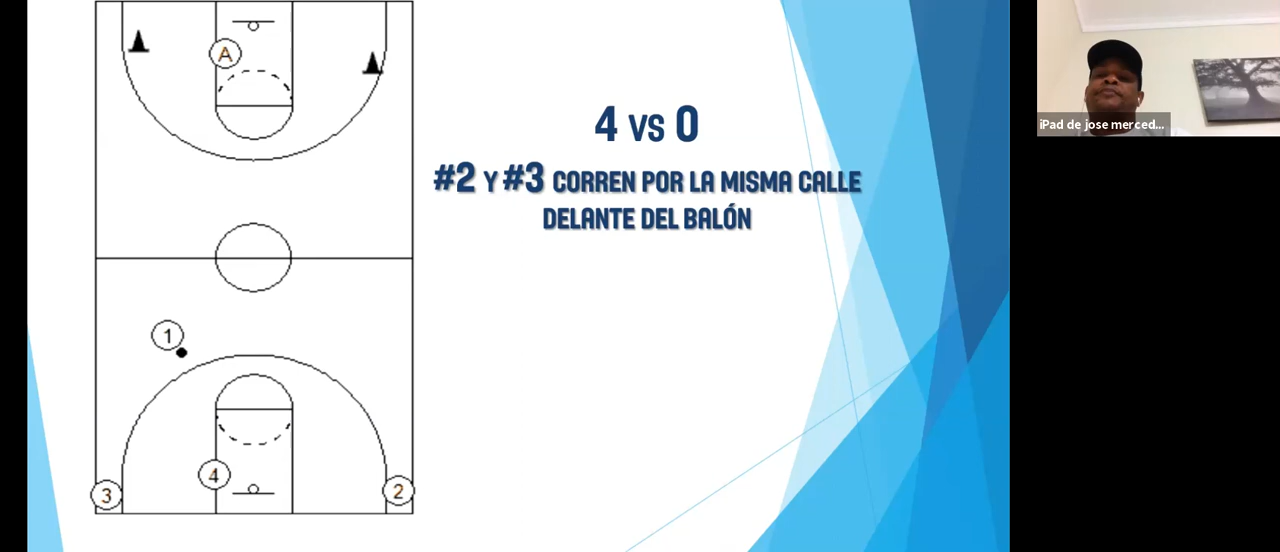 A
4 VS 0
#2 Y #3 CORREN POR LA MISMA CALLE
DELANTE DEL BALÓN
1
4
3
2
iPad de jose merced...